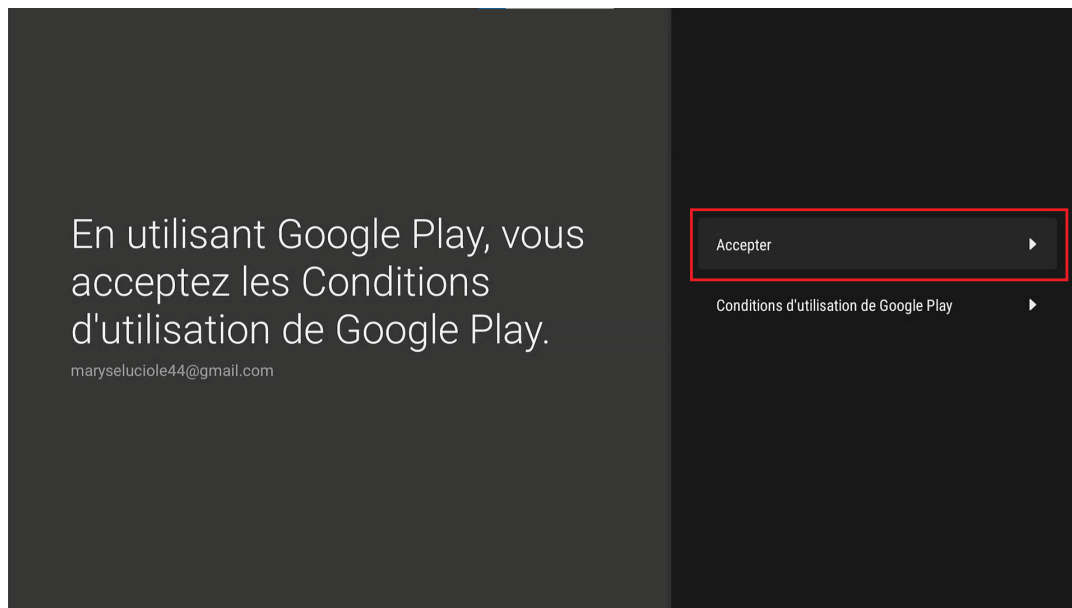 En utilisant Google Play, vous
acceptez les Conditions
d'utilisation de Google Play.
maryseluciole44@gmail.com
Accepter
Conditions d'utilisation de Google Play